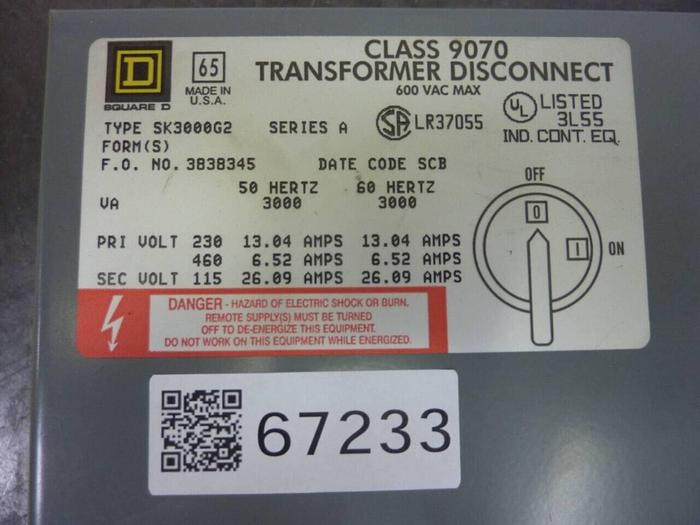 D
SQUARE D
65
MADE IN
U.S.A.
CLASS 9070
TRANSFORMER DISCONNECT
600 VAC MAX
TYPE SK3000G2 SERIES A
SA LR37055
UL LISTED
3L55
IND. CONT. EQ.
FORM(S)
F.O. NO. 3838345 DATE CODE SCB
50 HERTZ 60 HERTZ
VA 3000 3000
PRI VOLT 230 13.04 AMPS 13.04 AMPS
460 6.52 AMPS 6.52 AMPS
SEC VOLT 115 26.09 AMPS 26.09 AMPS
OFF
O
I
ON
DANGER - HAZARD OF ELECTRIC SHOCK OR BURN.
REMOTE SUPPLY(S) MUST BE TURNED
OFF TO DE-ENERGIZE THIS EQUIPMENT.
DO NOT WORK ON THIS EQUIPMENT WHILE ENERGIZED.
67233